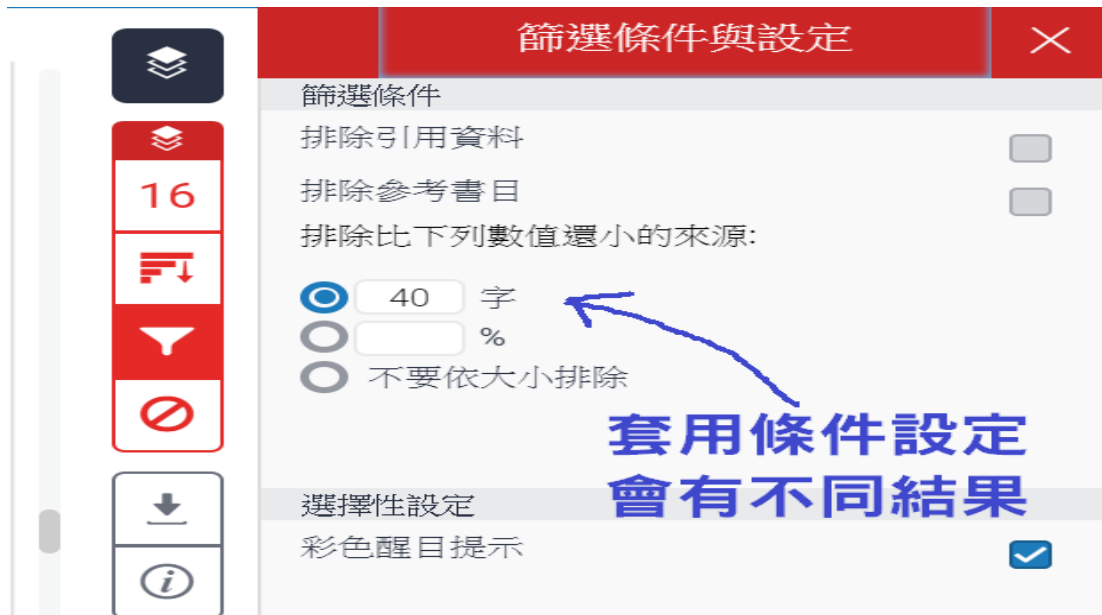 篩選條件與設定
篩選條件
排除引用資料
16
排除參考書目
排除比下列數值還小的來源:
40 字
%
不要依大小排除
套用條件設定
會有不同結果
選擇性設定
彩色醒目提示
i